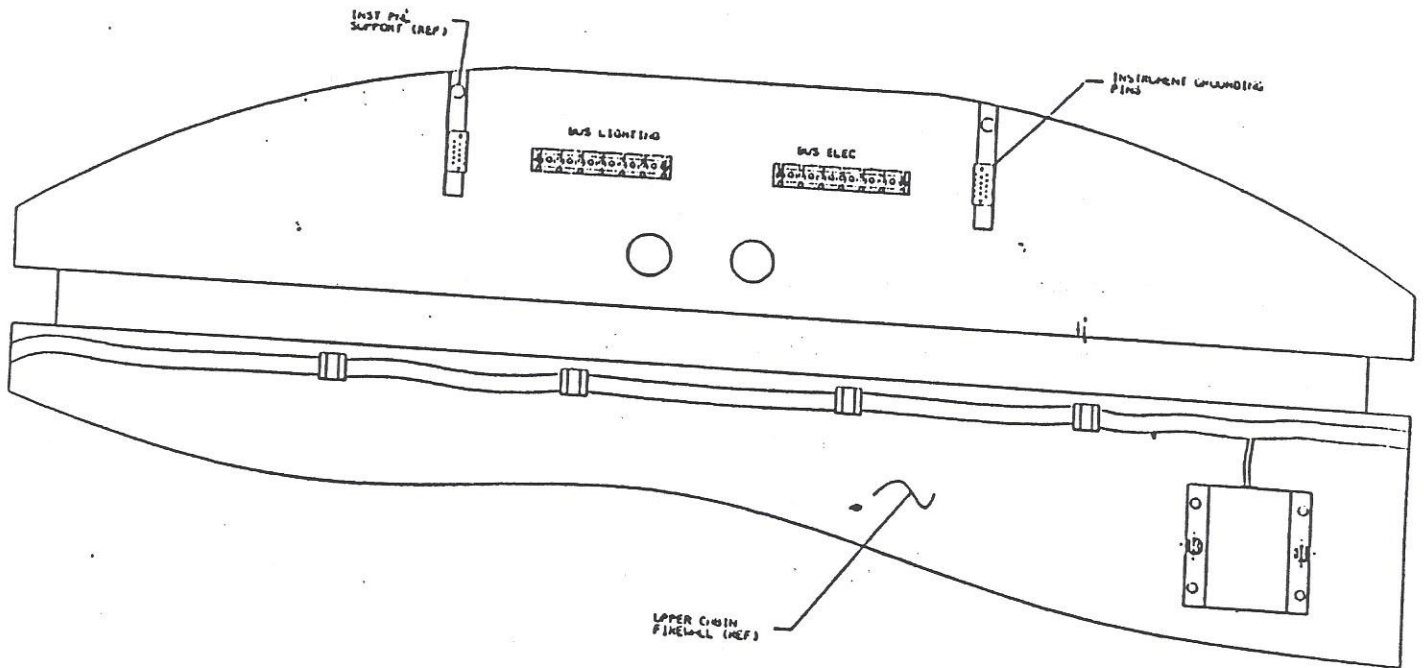 INST PNL
SUPPORT (REF)
INSTRUMENT GROUNDING
PINS
BUS LIGHTING
BUS ELEC
UPPER CABIN
FIREWALL (REF)